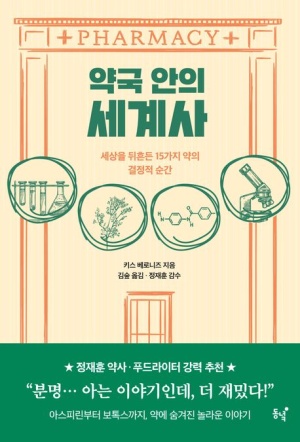 +PHARMACY+
약국 안의
세계사
세상을 뒤흔든 15가지 약의
결정적 순간
키스 베로니즈 지음
김숲 옮김 · 정재훈 감수
★ 정재훈 약사 · 푸드라이터 강력 추천 ★
“분명… 아는 이야기인데, 더 재밌다!”
아스피린부터 보톡스까지, 약에 숨겨진 놀라운 이야기
동녘